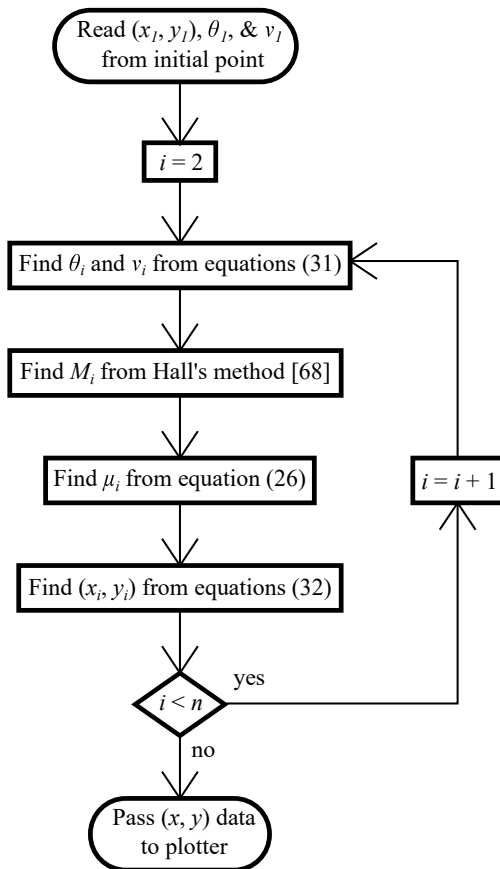 Read (x₁, y₁), θ₁, & ν₁
from initial point
i = 2
Find θᵢ and νᵢ from equations (31)
Find Mᵢ from Hall's method [68]
Find μᵢ from equation (26)
i = i + 1
Find (xᵢ, yᵢ) from equations (32)
yes
i < n
no
Pass (x, y) data
to plotter